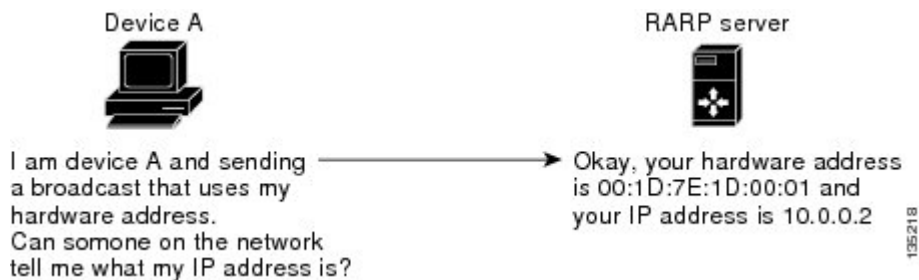 Device A
RARP server
I am device A and sending
a broadcast that uses my
hardware address.
Can somone on the network
tell me what my IP address is?
Okay, your hardware address
is 00:1D:7E:1D:00:01 and
your IP address is 10.0.0.2
135218